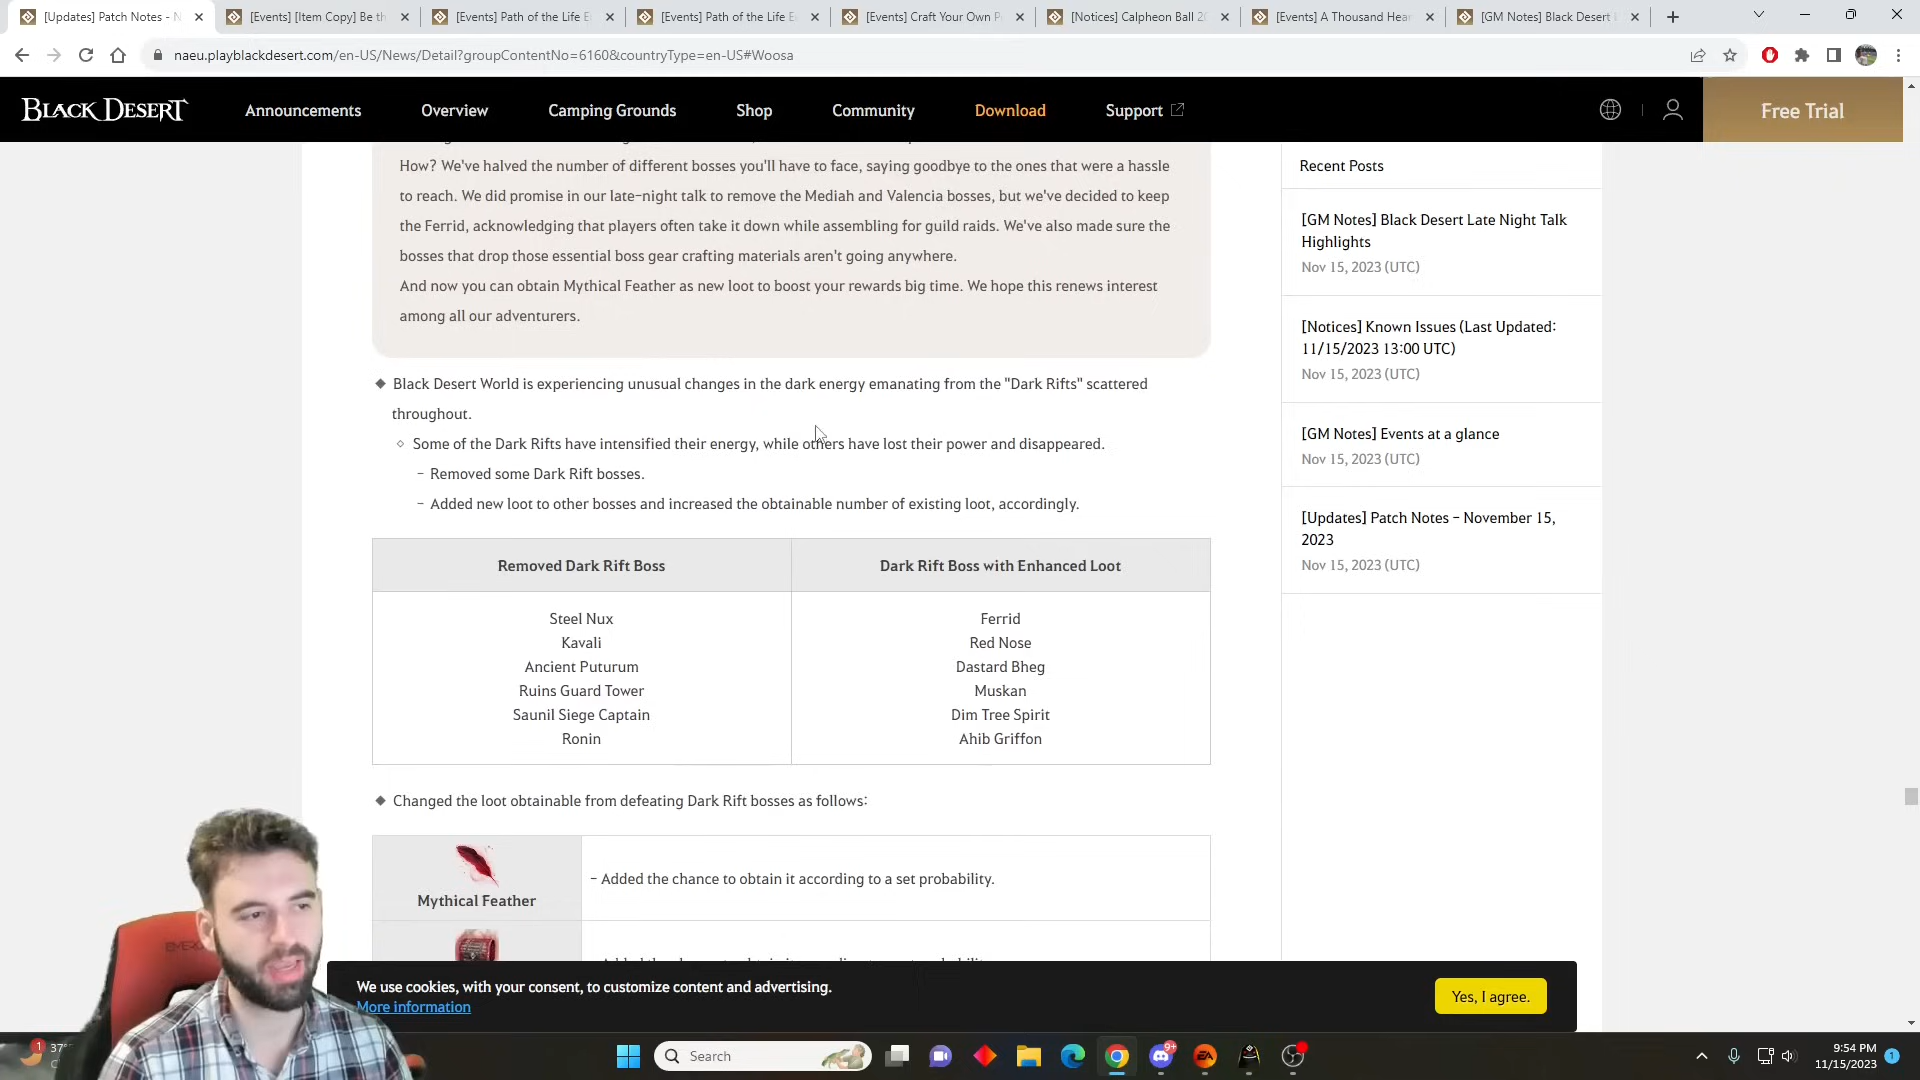 [Updates] Patch Notes - N
[Events] [Item Copy] Be th
[Events] Path of the Life E
[Events] Path of the Life E
[Events] Craft Your Own P
[Notices] Calpheon Ball 20
[Events] A Thousand Hear
[GM Notes] Black Desert L
naeu.playblackdesert.com/en-US/News/Detail?groupContentNo=6160&countryType=en-US#Woosa
BLACK DESERT
Announcements
Overview
Camping Grounds
Shop
Community
Download
Support
Free Trial
How? We've halved the number of different bosses you'll have to face, saying goodbye to the ones that were a hassle
to reach. We did promise in our late-night talk to remove the Mediah and Valencia bosses, but we've decided to keep
the Ferrid, acknowledging that players often take it down while assembling for guild raids. We've also made sure the
bosses that drop those essential boss gear crafting materials aren't going anywhere.
And now you can obtain Mythical Feather as new loot to boost your rewards big time. We hope this renews interest
among all our adventurers.
◆ Black Desert World is experiencing unusual changes in the dark energy emanating from the "Dark Rifts" scattered
throughout.
◇ Some of the Dark Rifts have intensified their energy, while others have lost their power and disappeared.
- Removed some Dark Rift bosses.
- Added new loot to other bosses and increased the obtainable number of existing loot, accordingly.
Removed Dark Rift Boss
Dark Rift Boss with Enhanced Loot
Steel Nux
Kavali
Ancient Puturum
Ruins Guard Tower
Saunil Siege Captain
Ronin
Ferrid
Red Nose
Dastard Bheg
Muskan
Dim Tree Spirit
Ahib Griffon
◆ Changed the loot obtainable from defeating Dark Rift bosses as follows:
Mythical Feather
- Added the chance to obtain it according to a set probability.
Recent Posts
[GM Notes] Black Desert Late Night Talk
Highlights
Nov 15, 2023 (UTC)
[Notices] Known Issues (Last Updated:
11/15/2023 13:00 UTC)
Nov 15, 2023 (UTC)
[GM Notes] Events at a glance
Nov 15, 2023 (UTC)
[Updates] Patch Notes - November 15,
2023
Nov 15, 2023 (UTC)
We use cookies, with your consent, to customize content and advertising.
More information
Yes, I agree.
1
37°
Search
9+
EA
9:54 PM
11/15/2023
1